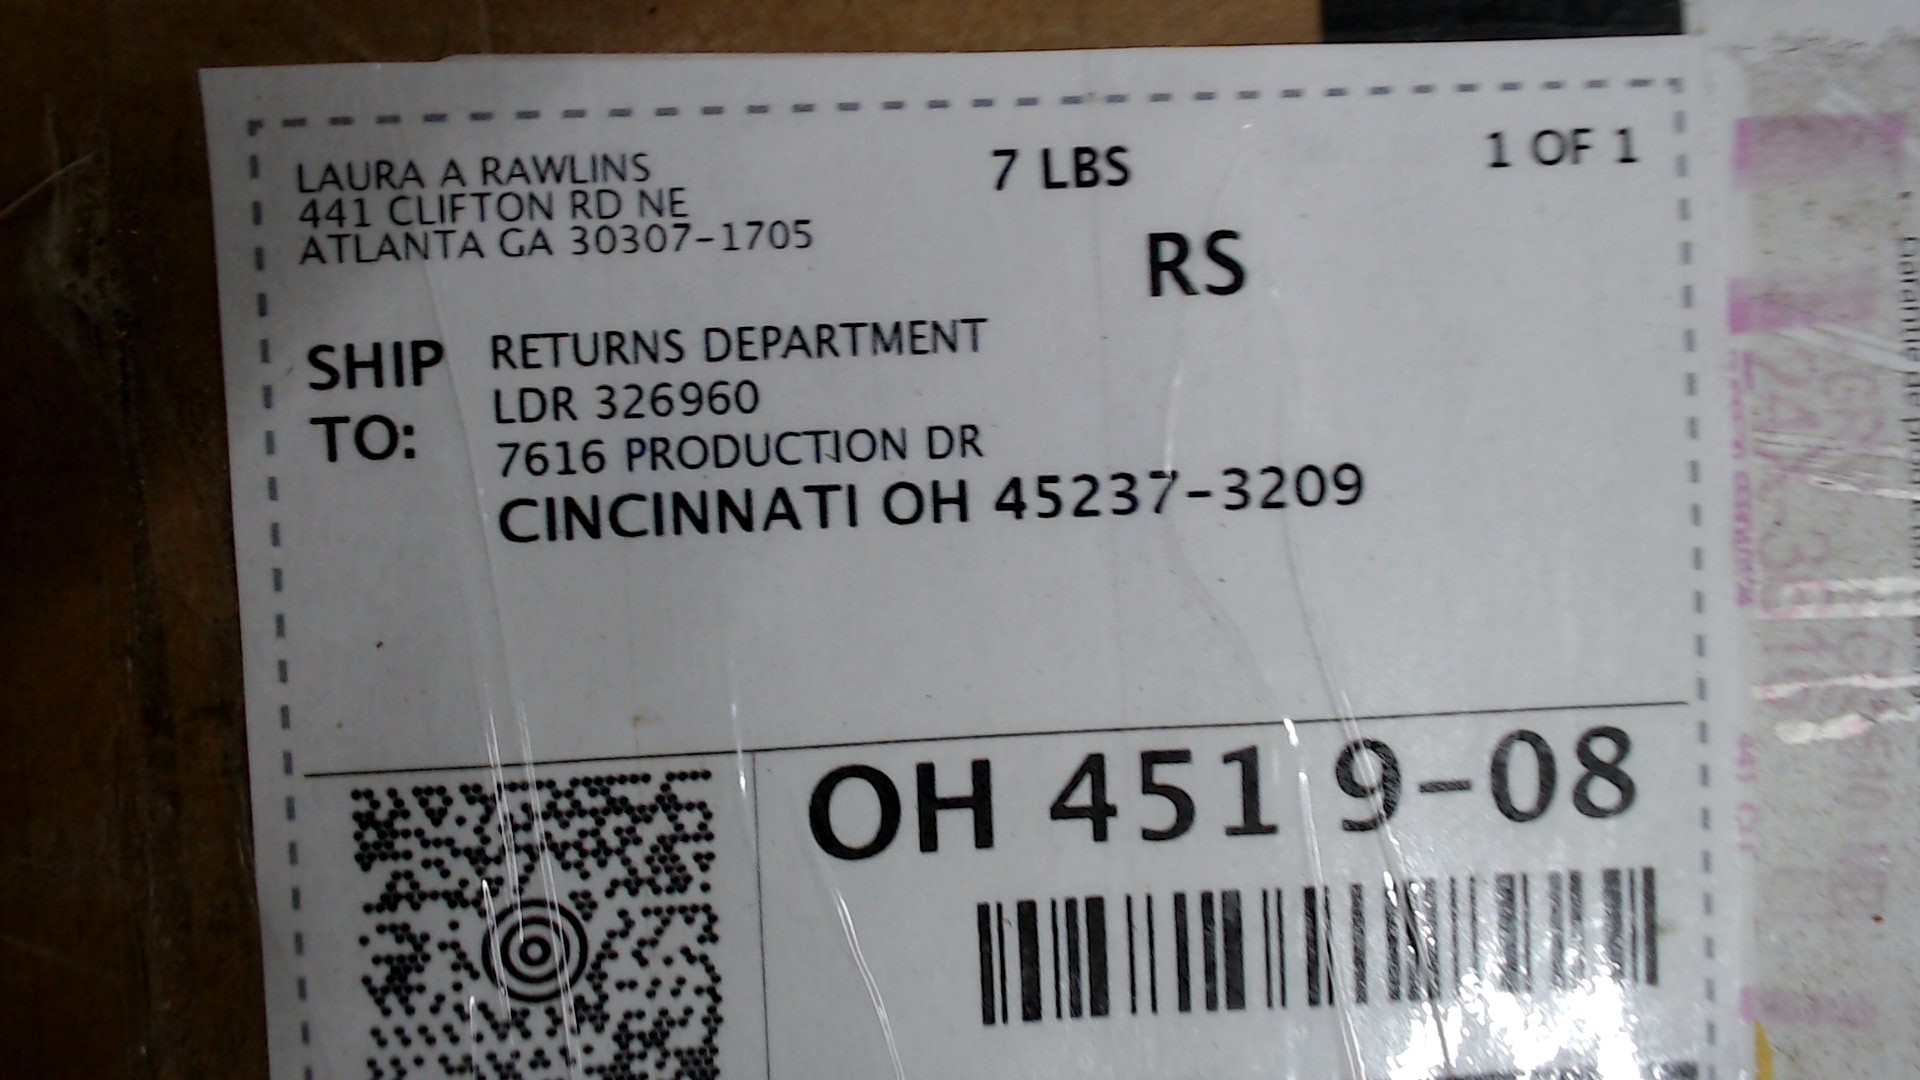 LAURA A RAWLINS
441 CLIFTON RD NE
ATLANTA GA 30307-1705
7 LBS
1 OF 1
RS
SHIP TO:
RETURNS DEPARTMENT
LDR 326960
7616 PRODUCTION DR
CINCINNATI OH 45237-3209
OH 451 9-08